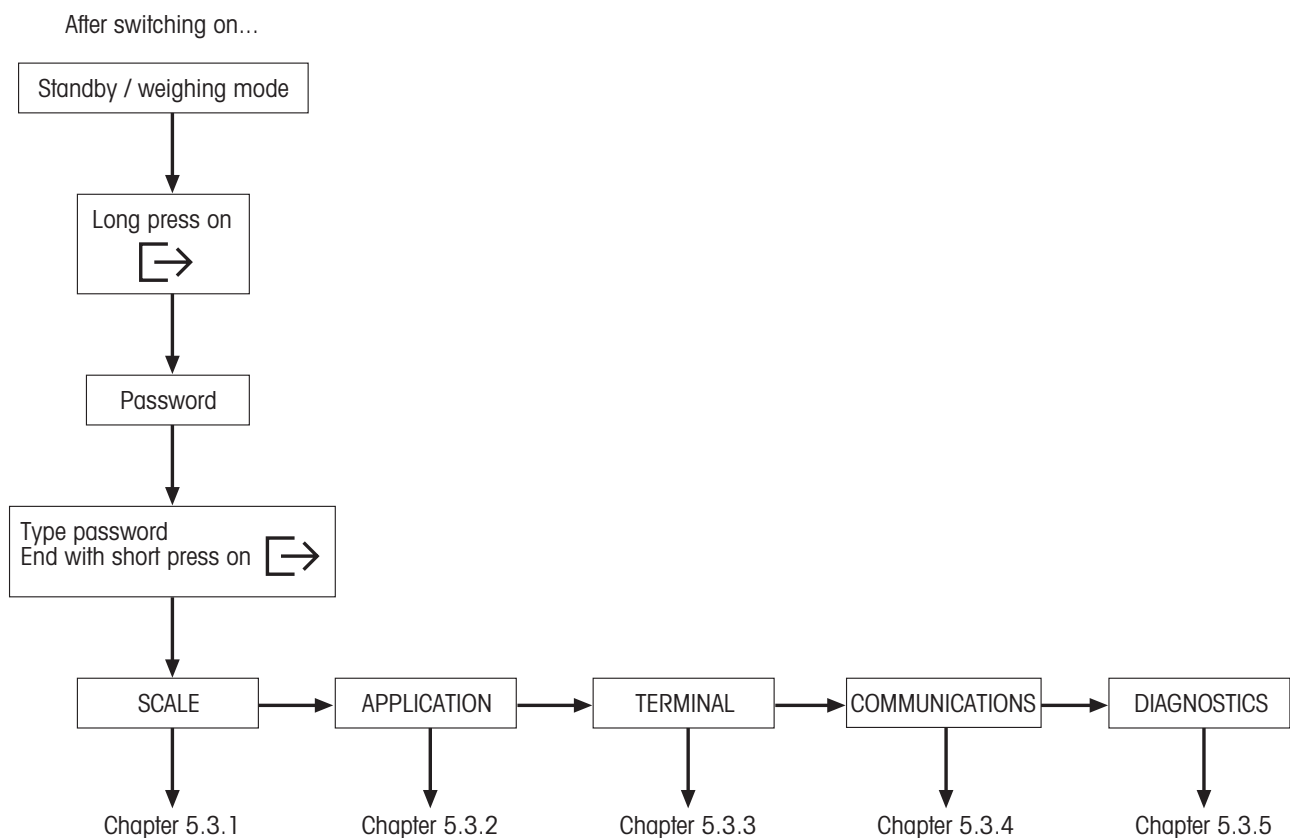 After switching on...
Standby / weighing mode
Long press on
Password
Type password
End with short press on
SCALE
APPLICATION
TERMINAL
COMMUNICATIONS
DIAGNOSTICS
Chapter 5.3.1
Chapter 5.3.2
Chapter 5.3.3
Chapter 5.3.4
Chapter 5.3.5